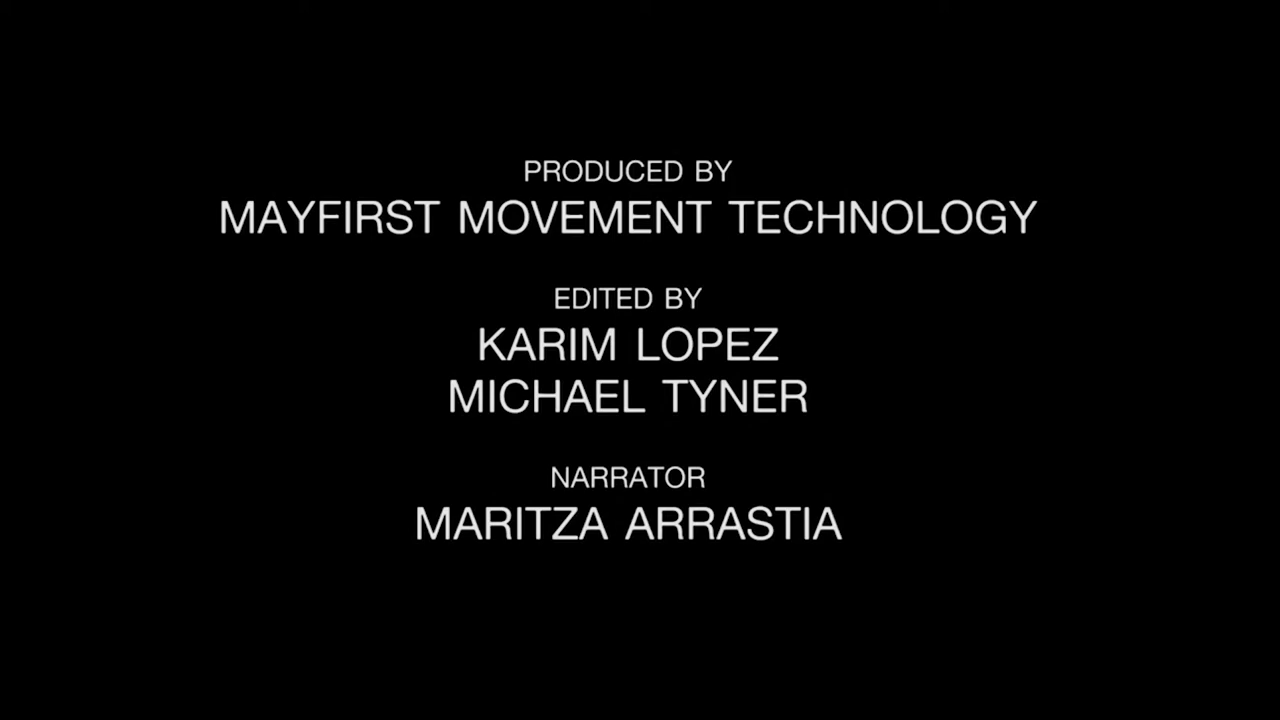 PRODUCED BY
MAYFIRST MOVEMENT TECHNOLOGY
EDITED BY
KARIM LOPEZ
MICHAEL TYNER
NARRATOR
MARITZA ARRASTIA